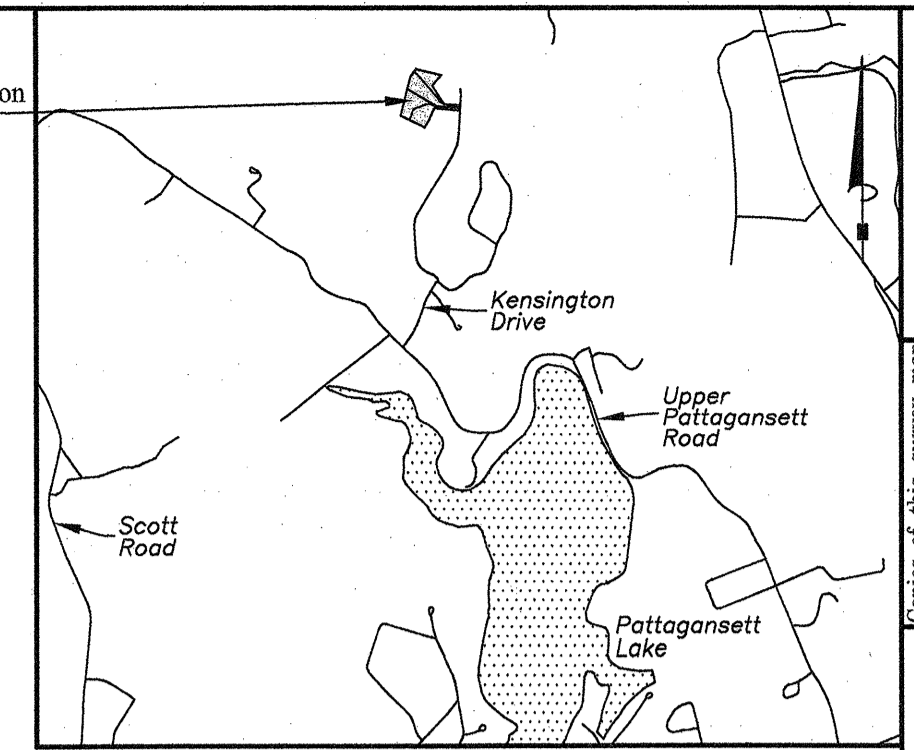 on
Kensington
Drive
Upper
Pattagansett
Road
Scott
Road
Pattagansett
Lake